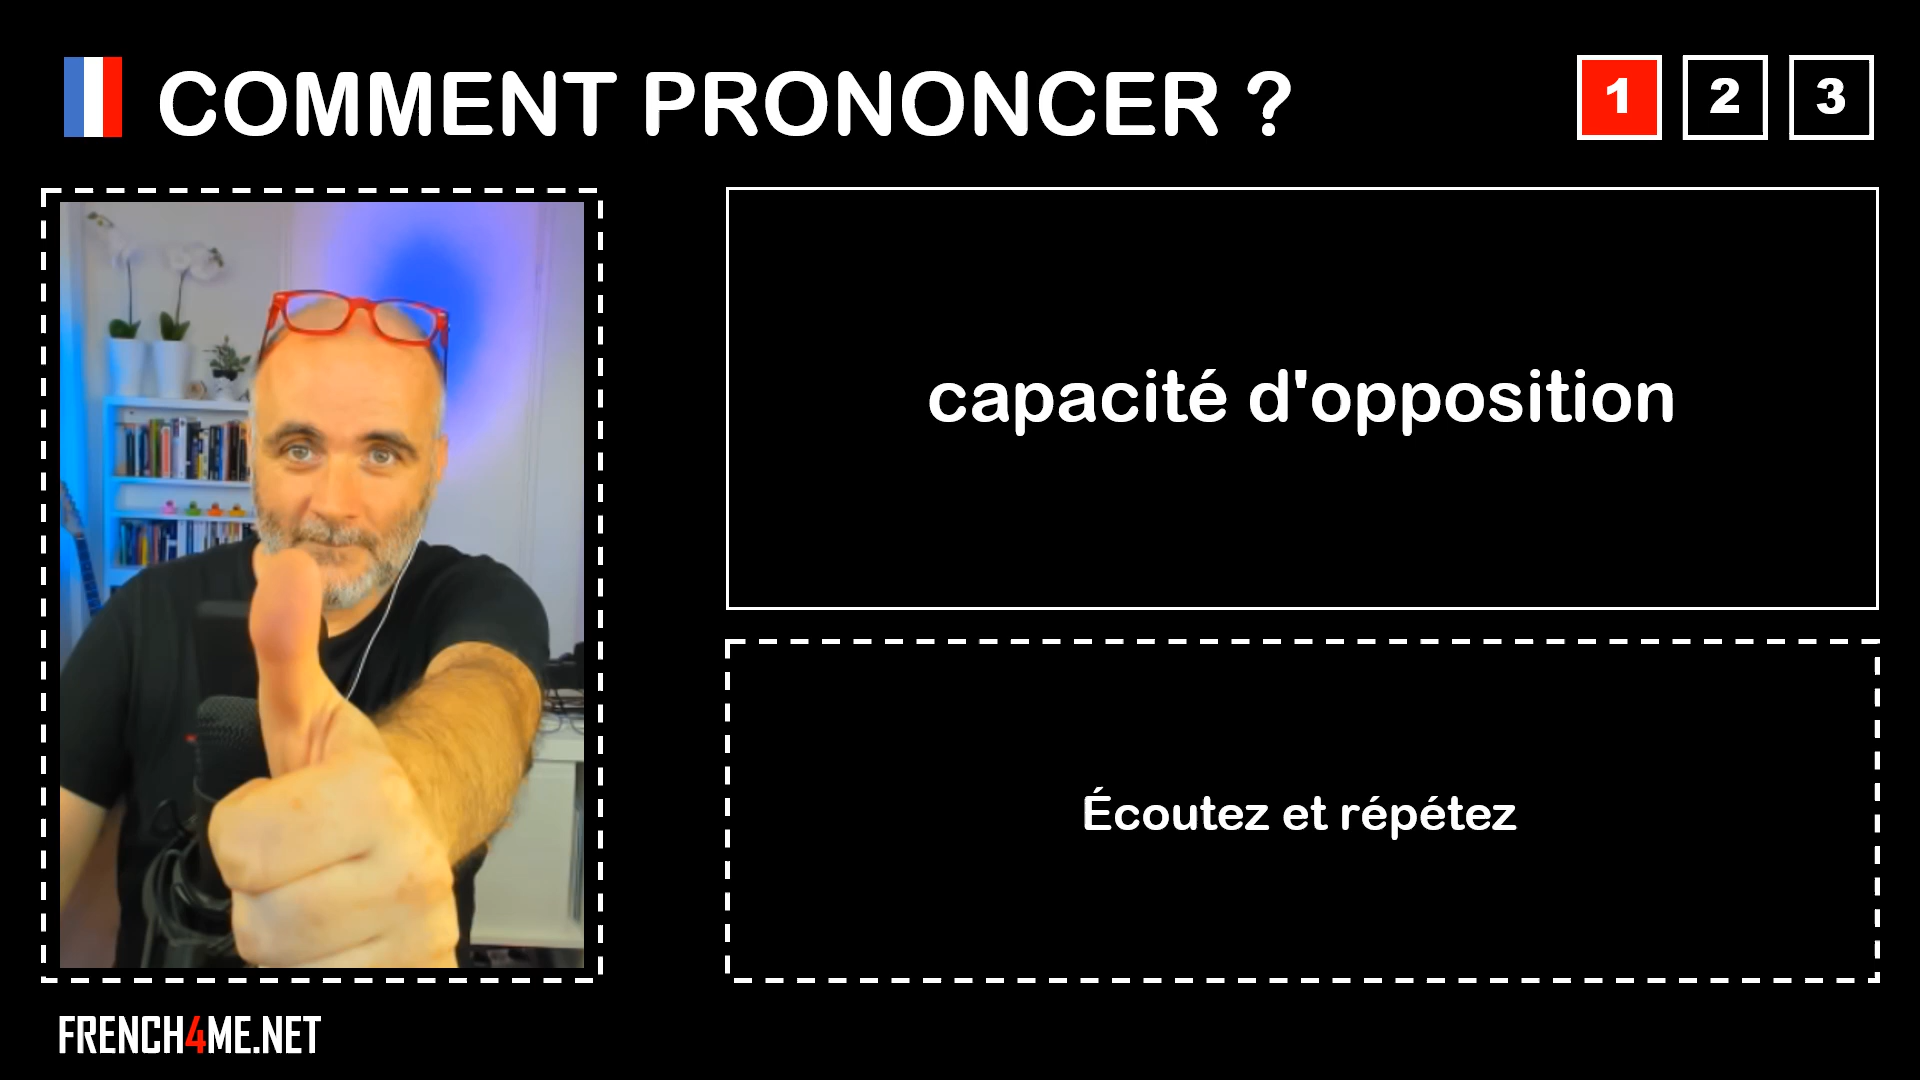 COMMENT PRONONCER ?
1 2 3
capacité d'opposition
Écoutez et répétez
FRENCH4ME.NET